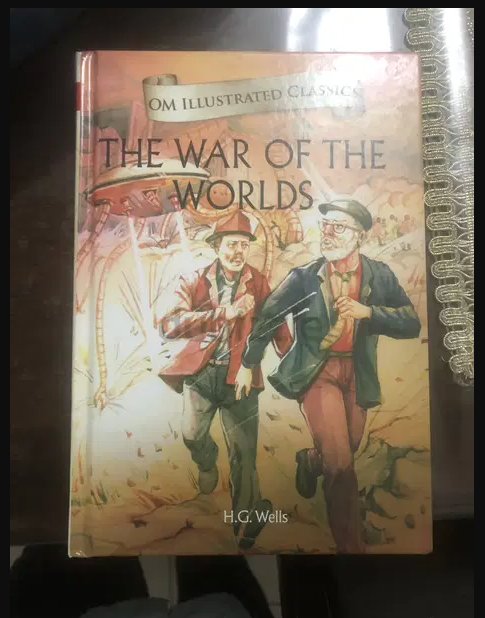 OM ILLUSTRATED CLASSICS
THE WAR OF THE
WORLDS
H.G. Wells